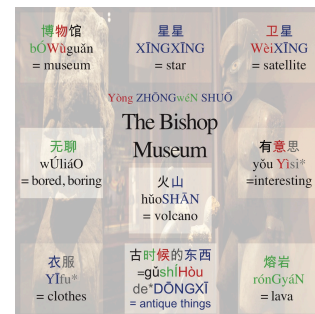 博物馆
bÓWùguǎn
= museum
星星
XĪNGXĪNG
= star
卫星
WèiXĪNG
= satellite
Yòng ZHŌNGwéN SHUŌ
The Bishop
Museum
无聊
wÚliáO
= bored, boring
火山
hǔoSHĀN
= volcano
有意思
yǒu Yìsi*
=interesting
衣服
YĪfu*
= clothes
古时候的东西
=gǔshÍHòu
de*DŌNGXĪ
= antique things
熔岩
rónGyáN
= lava